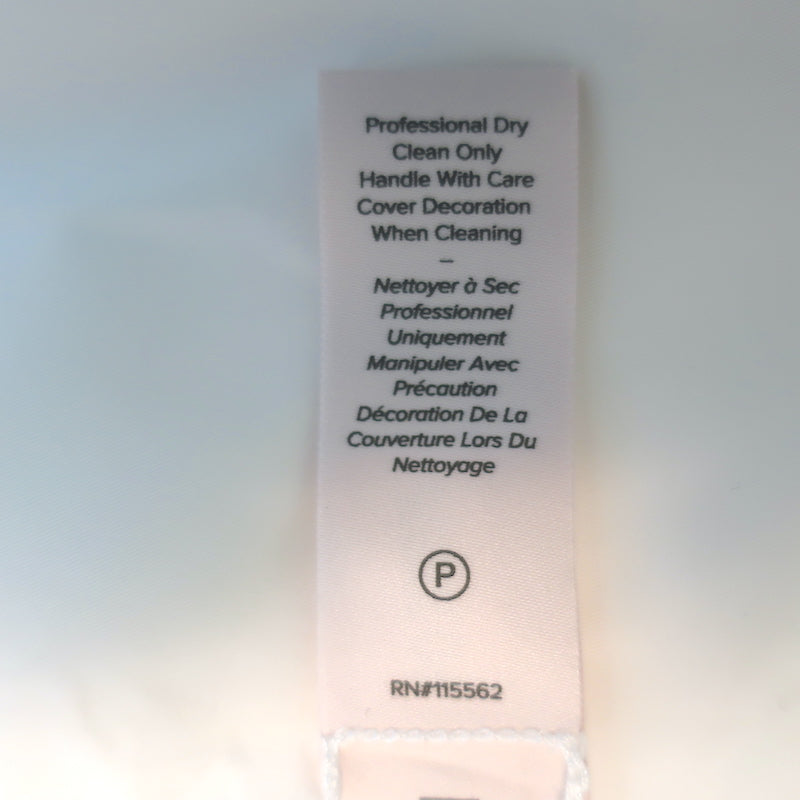 Professional Dry
Clean Only
Handle With Care
Cover Decoration
When Cleaning
–
Nettoyer à Sec
Professionnel
Uniquement
Manipuler Avec
Précaution
Décoration De La
Couverture Lors Du
Nettoyage
P
RN#115562